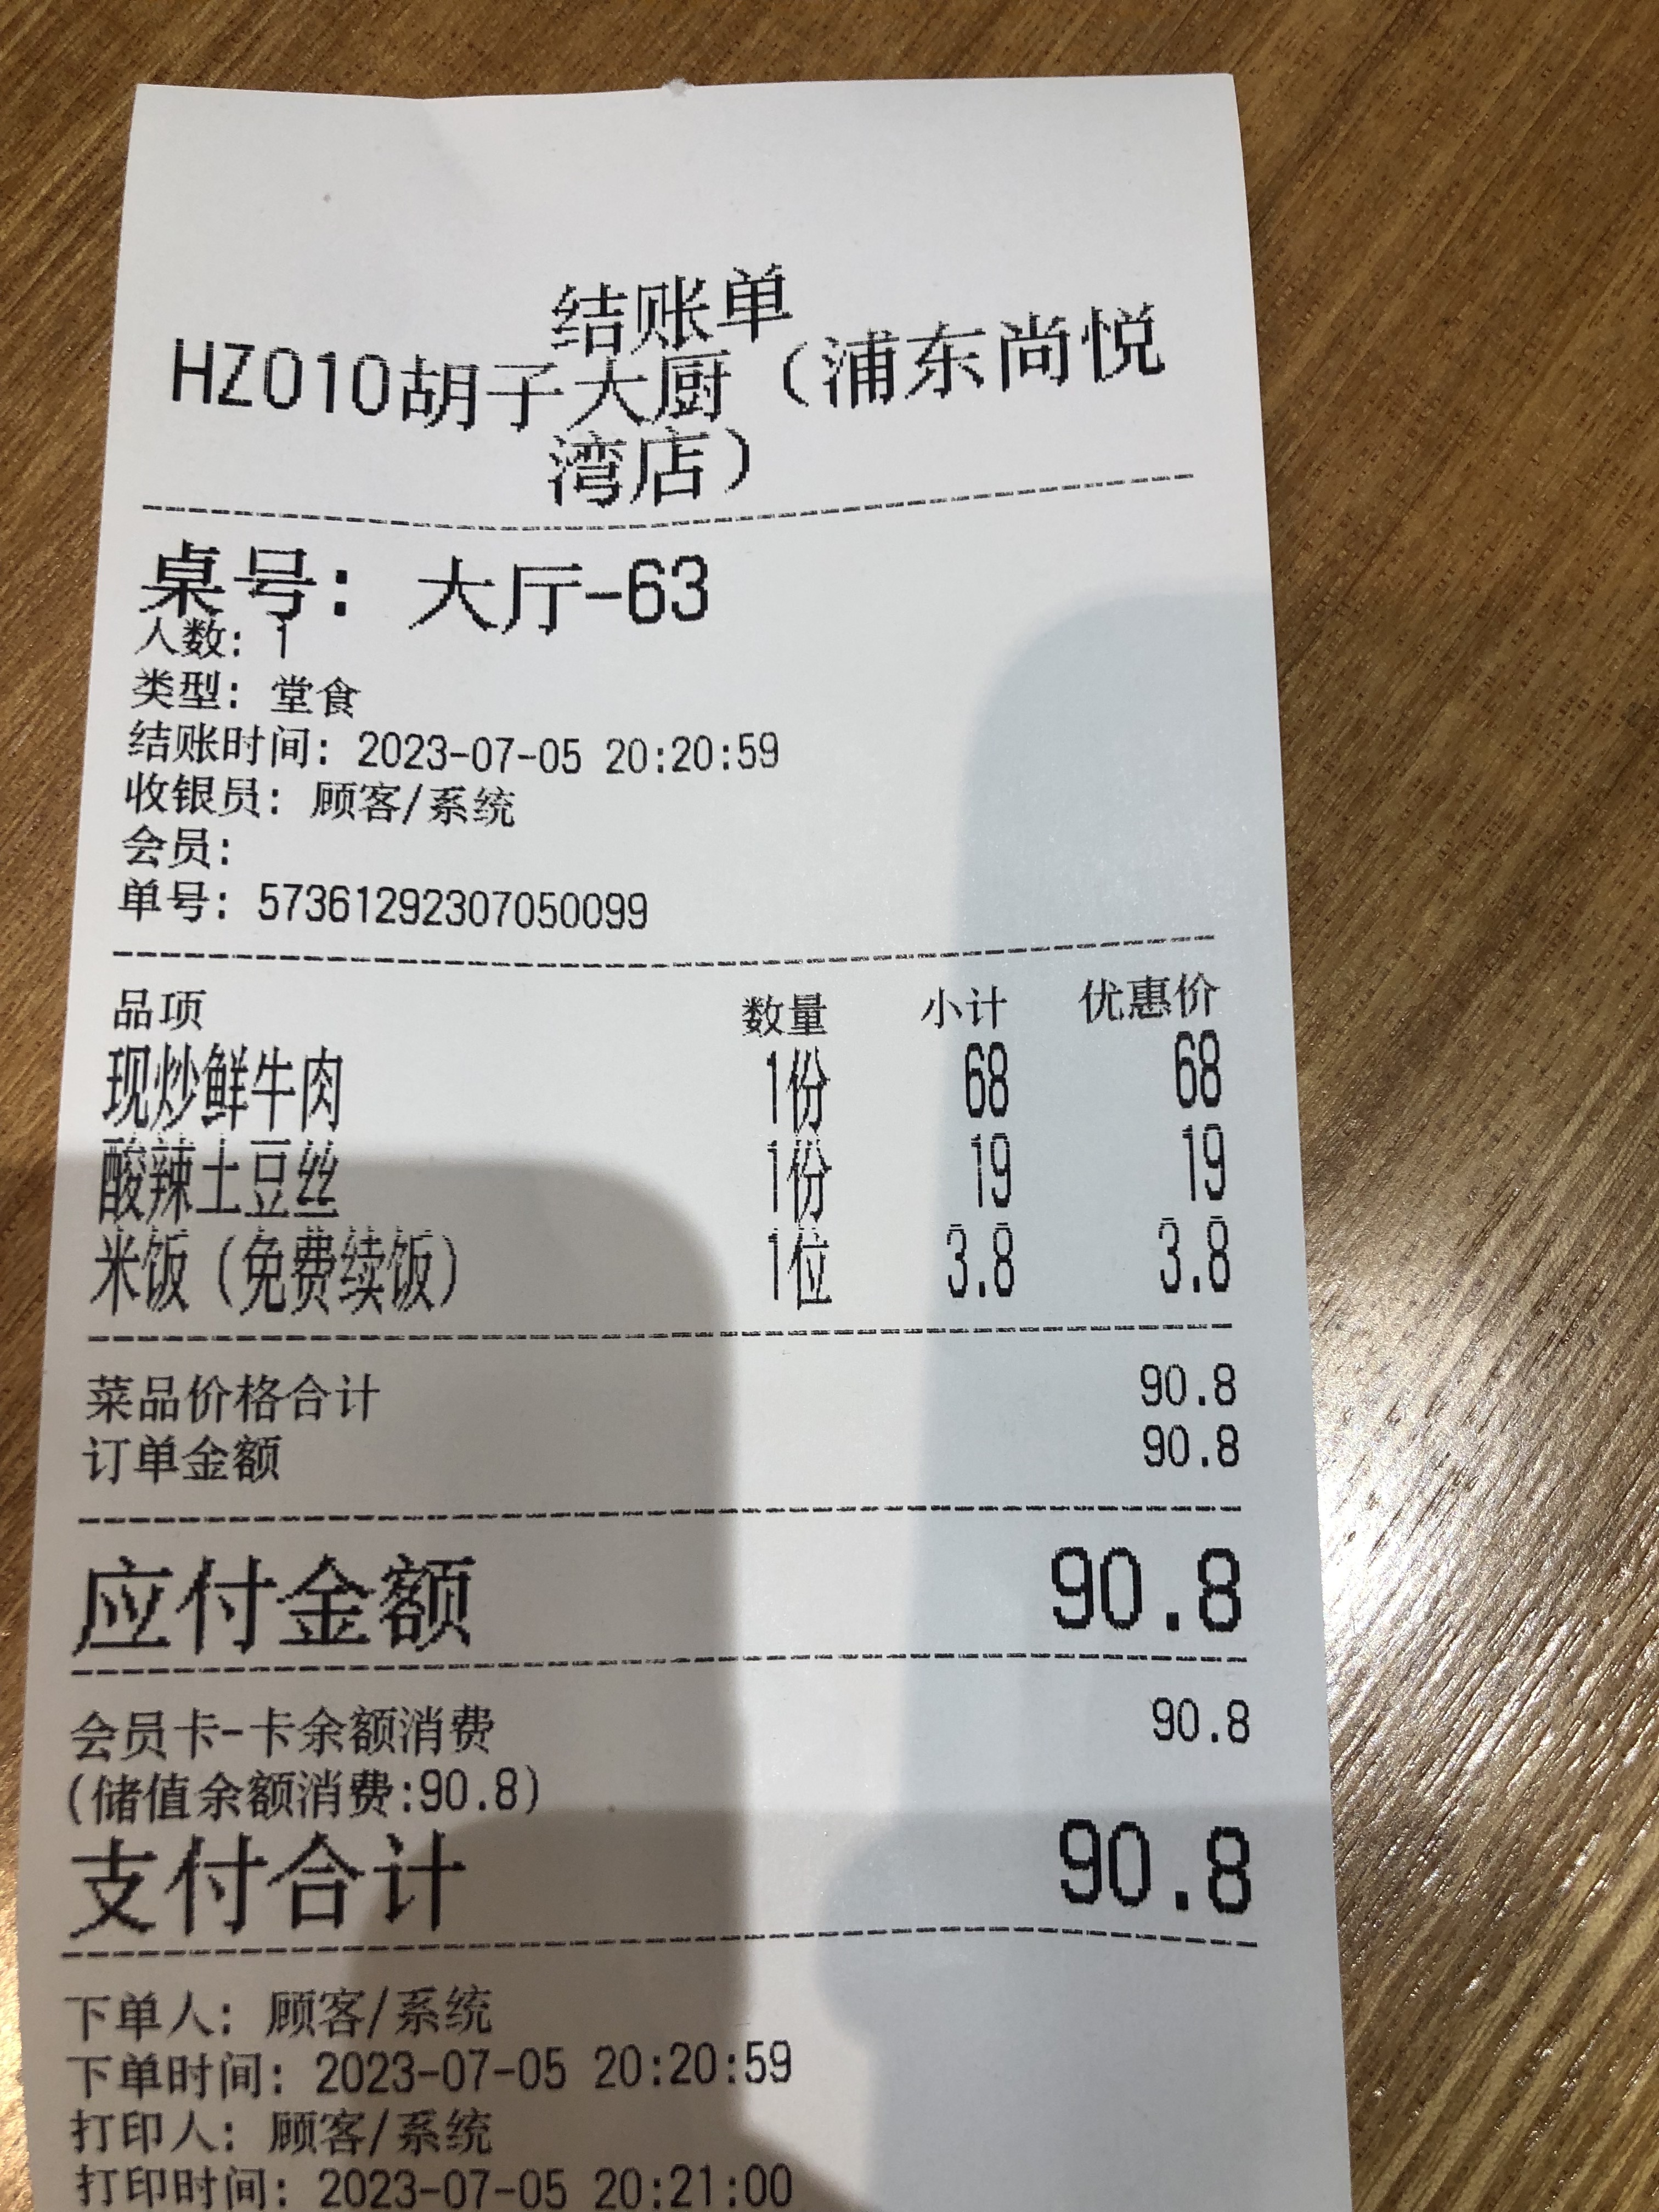 结账单
HZ010胡子大厨（浦东尚悦
湾店）
桌号：大厅-63
人数：1
类型：堂食
结账时间：2023-07-05 20:20:59
收银员：顾客/系统
会员：
单号：57361292307050099
品项 数量 小计 优惠价
现炒鲜牛肉 1份 68 68
酸辣土豆丝 1份 19 19
米饭（免费续饭） 1位 3.8 3.8
菜品价格合计 90.8
订单金额 90.8
应付金额 90.8
会员卡-卡余额消费 90.8
(储值余额消费:90.8)
支付合计 90.8
下单人：顾客/系统
下单时间：2023-07-05 20:20:59
打印人：顾客/系统
打印时间：2023-07-05 20:21:00